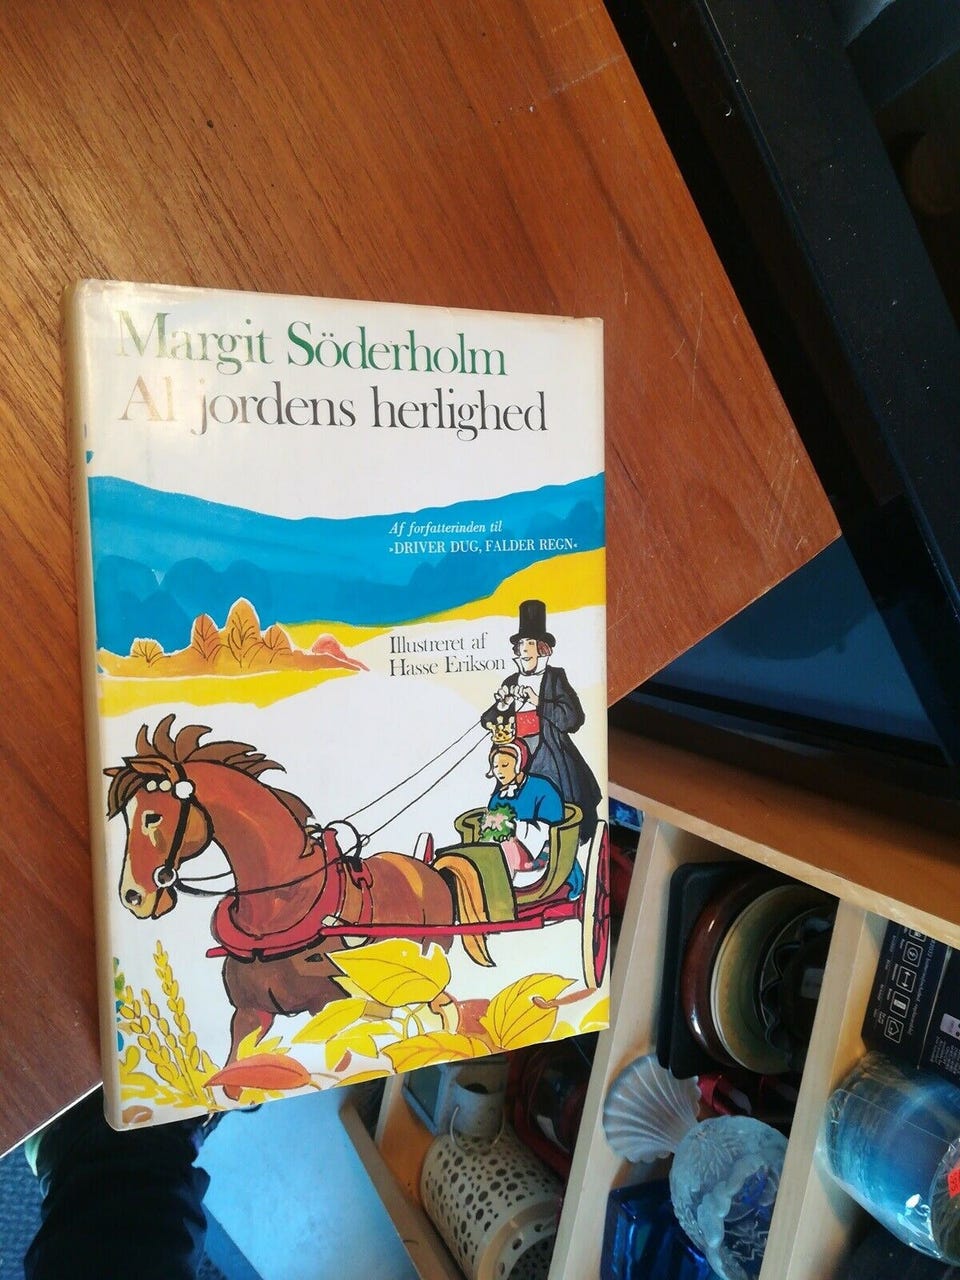 Margit Söderholm
Al jordens herlighed
Af forfatterinden til
»DRIVER DUG, FALDER REGN«
Illustreret af
Hasse Erikson